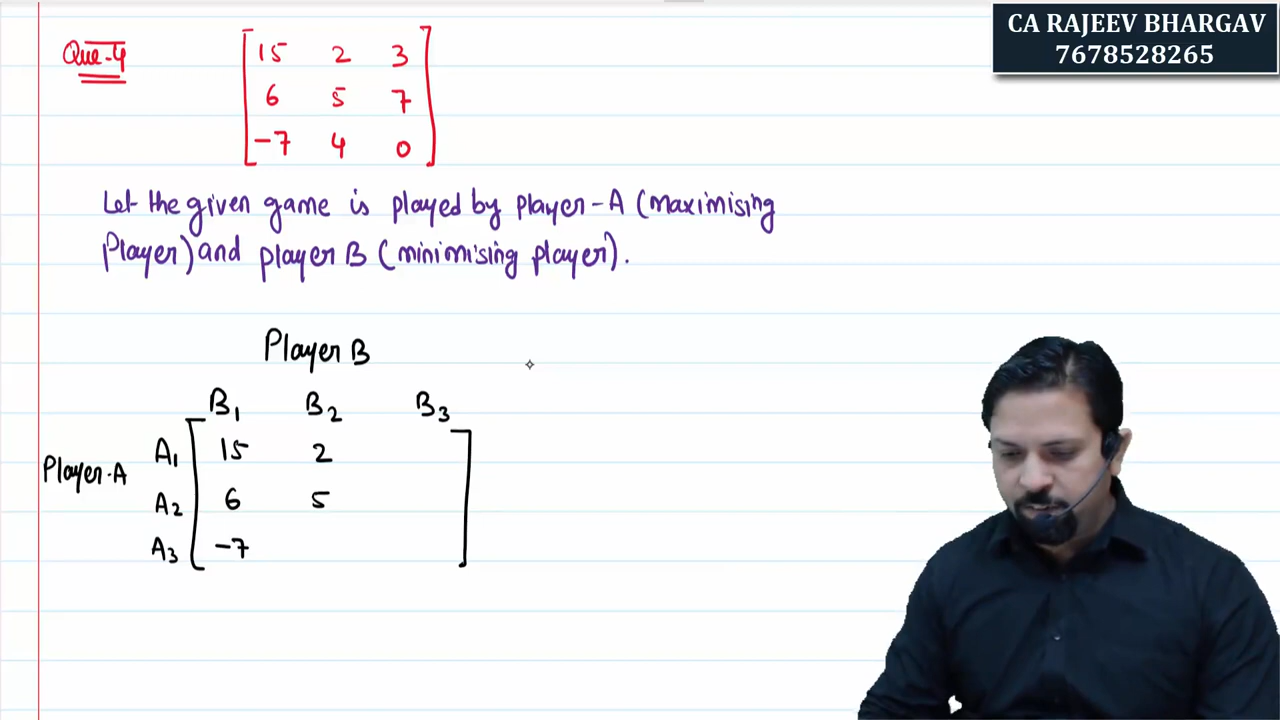 CA RAJEEV BHARGAV
7678528265
Que-4
15 2 3
6 5 7
-7 4 0
Let the given game is played by player-A (maximising
Player) and player B (minimising player).
Player B
B1 B2 B3
Player-A
A1 15 2
A2 6 5
A3 -7